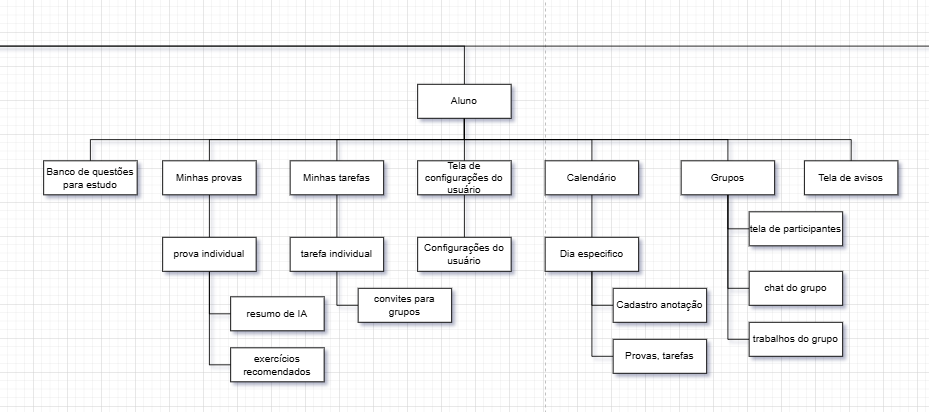 Aluno
Banco de questões
para estudo
Minhas provas
Minhas tarefas
Tela de
configurações do
usuário
Calendário
Grupos
Tela de avisos
prova individual
tarefa individual
Configurações do
usuário
Dia especifico
tela de participantes
resumo de IA
exercícios
recomendados
convites para
grupos
Cadastro anotação
Provas, tarefas
chat do grupo
trabalhos do grupo